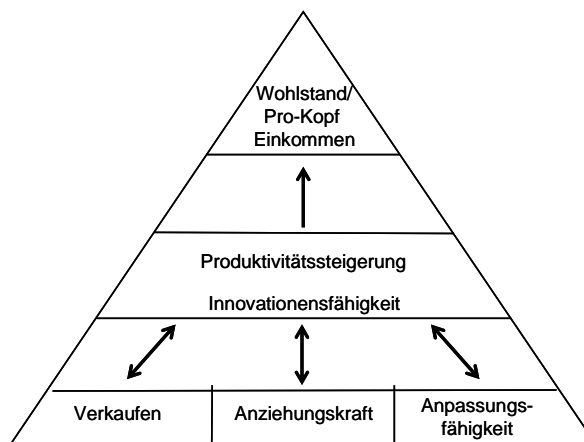 Wohlstand/
Pro-Kopf
Einkommen
Produktivitätssteigerung
Innovationensfähigkeit
Verkaufen
Anziehungskraft
Anpassungs-
fähigkeit